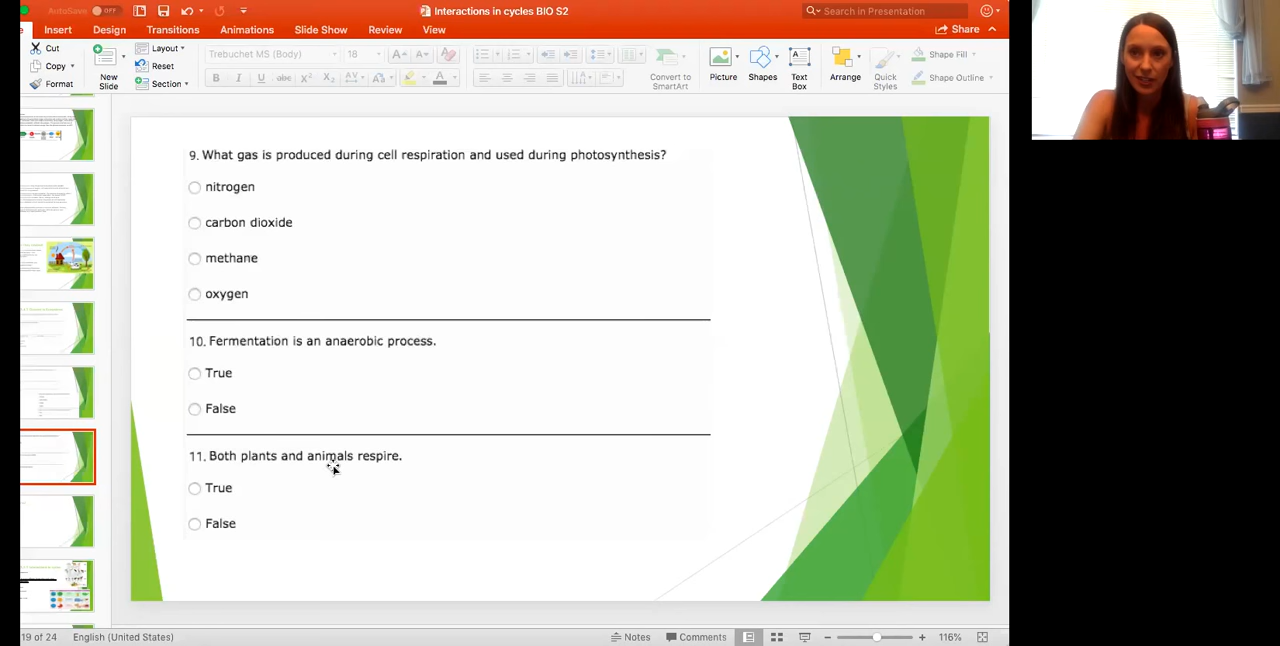 AutoSave OFF
Interactions in cycles BIO S2
Search in Presentation
Insert Design Transitions Animations Slide Show Review View
Share
Cut
Copy
Format
New Slide
Layout
Reset
Section
Trebuchet MS (Body) 18
Convert to SmartArt
Picture
Shapes
Text Box
Arrange
Quick Styles
Shape Fill
Shape Outline
9. What gas is produced during cell respiration and used during photosynthesis?
nitrogen
carbon dioxide
methane
oxygen
10. Fermentation is an anaerobic process.
True
False
11. Both plants and animals respire.
True
False
19 of 24 English (United States) Notes Comments 116%